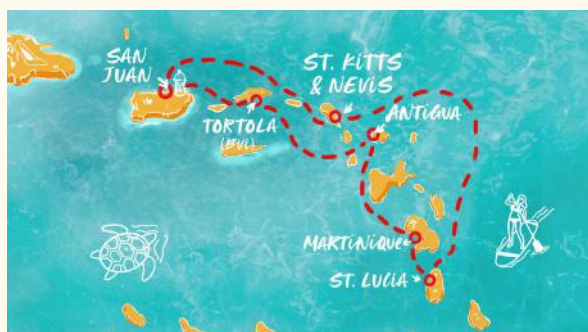 SAN
JUAN
ST. KITTS
& NEVIS
TORTOLA
(BVI)
ANTIGUA
MARTINIQUE
ST. LUCIA